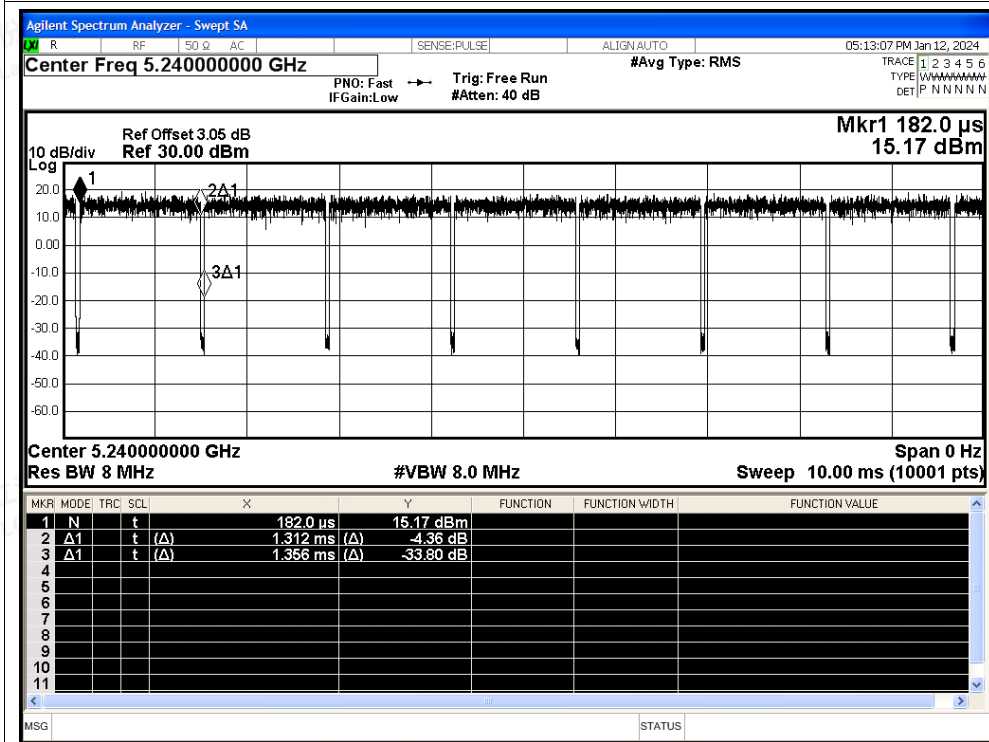 Agilent Spectrum Analyzer - Swept SA
LXI R RF 50 Ω AC SENSE:PULSE ALIGN AUTO 05:13:07 PM Jan 12, 2024
Center Freq 5.240000000 GHz #Avg Type: RMS TRACE 1 2 3 4 5 6
PNO: Fast Trig: Free Run TYPE W
IFGain:Low #Atten: 40 dB DET P N N N N N
Mkr1 182.0 µs
Ref Offset 3.05 dB
10 dB/div Ref 30.00 dBm 15.17 dBm
Log
1
20.0 2Δ1
10.0
0.00
-10.0 3Δ1
-20.0
-30.0
-40.0
-50.0
-60.0
Center 5.240000000 GHz Span 0 Hz
Res BW 8 MHz #VBW 8.0 MHz Sweep 10.00 ms (10001 pts)
MKR MODE TRC SCL X Y FUNCTION FUNCTION WIDTH FUNCTION VALUE
1 N t 182.0 µs 15.17 dBm
2 Δ1 t (Δ) 1.312 ms (Δ) -4.36 dB
3 Δ1 t (Δ) 1.356 ms (Δ) -33.80 dB
4
5
6
7
8
9
10
11
MSG STATUS